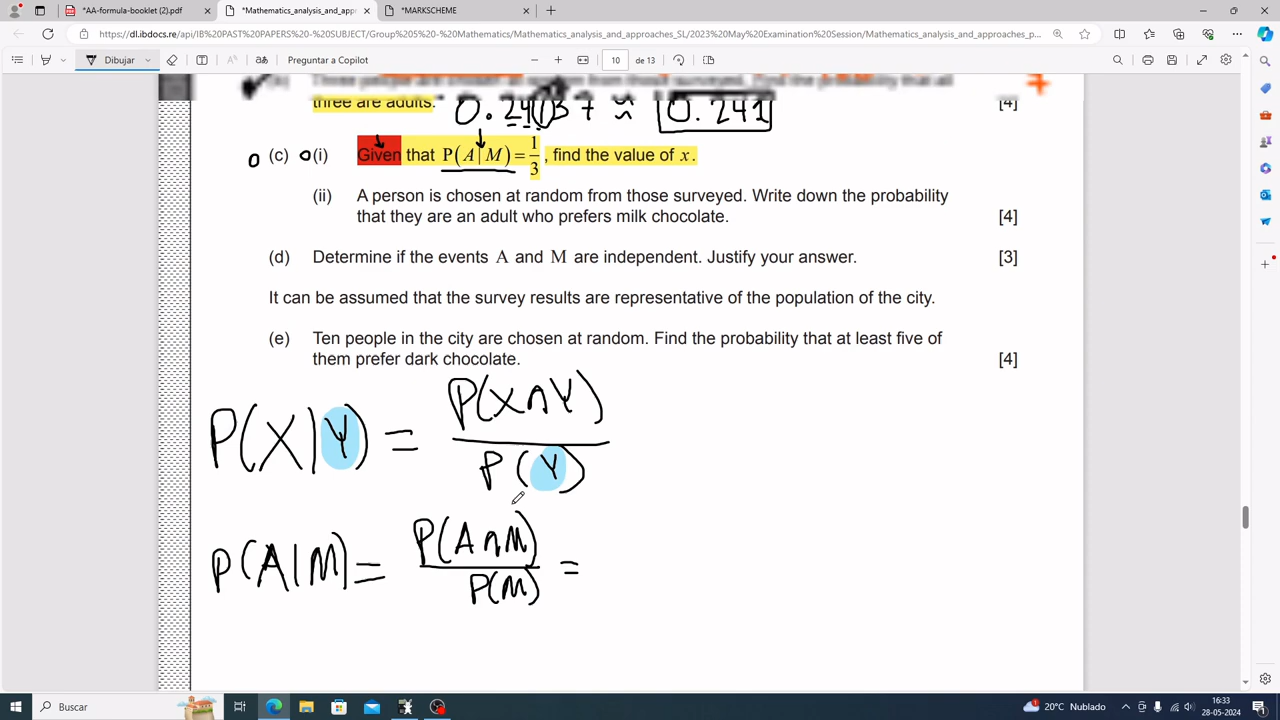 *AA-formula-booklet (2).pdf
*Mathematics_analysis_and_app
*MARKSCHEME
https://dl.ibdocs.re/api/IB%20PAST%20PAPERS%20-%20SUBJECT/Group%205%20-%20Mathematics/Mathematics_analysis_and_approaches_SL/2023%20May%20Examination%20Session/Mathematics_analysis_and_approaches_p...
Dibujar
Preguntar a Copilot
10 de 13
three are adults. 0.24037 ≈ 0.241 [4]
(c) (i) Given that P(A|M) = 1/3, find the value of x.
(ii) A person is chosen at random from those surveyed. Write down the probability
that they are an adult who prefers milk chocolate. [4]
(d) Determine if the events A and M are independent. Justify your answer. [3]
It can be assumed that the survey results are representative of the population of the city.
(e) Ten people in the city are chosen at random. Find the probability that at least five of
them prefer dark chocolate. [4]
P(X|Y) = P(X∩Y) / P(Y)
P(A|M) = P(A∩M) / P(M) =
Buscar
20°C Nublado
16:33
28-05-2024